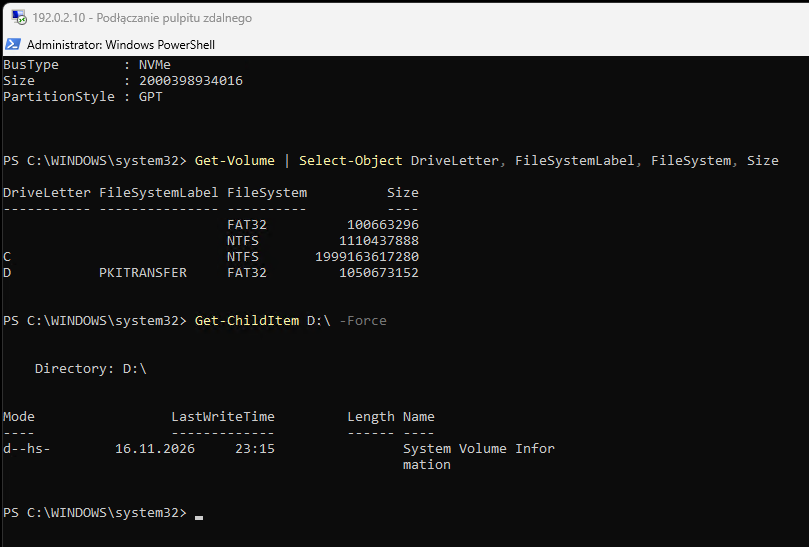 192.0.2.10 - Podłączanie pulpitu zdalnego
Administrator: Windows PowerShell
BusType        : NVMe
Size           : 2000398934016
PartitionStyle : GPT
PS C:\WINDOWS\system32> Get-Volume | Select-Object DriveLetter, FileSystemLabel, FileSystem, Size
DriveLetter FileSystemLabel FileSystem          Size
----------- --------------- ----------          ----
                            FAT32          100663296
                            NTFS          1110437888
C                           NTFS       1999163617280
D           PKITRANSFER     FAT32         1050673152
PS C:\WINDOWS\system32> Get-ChildItem D:\ -Force
    Directory: D:\
Mode                 LastWriteTime         Length Name
----                 -------------         ------ ----
d--hs-        16.11.2026     23:15                System Volume Infor
                                                  mation
PS C:\WINDOWS\system32>